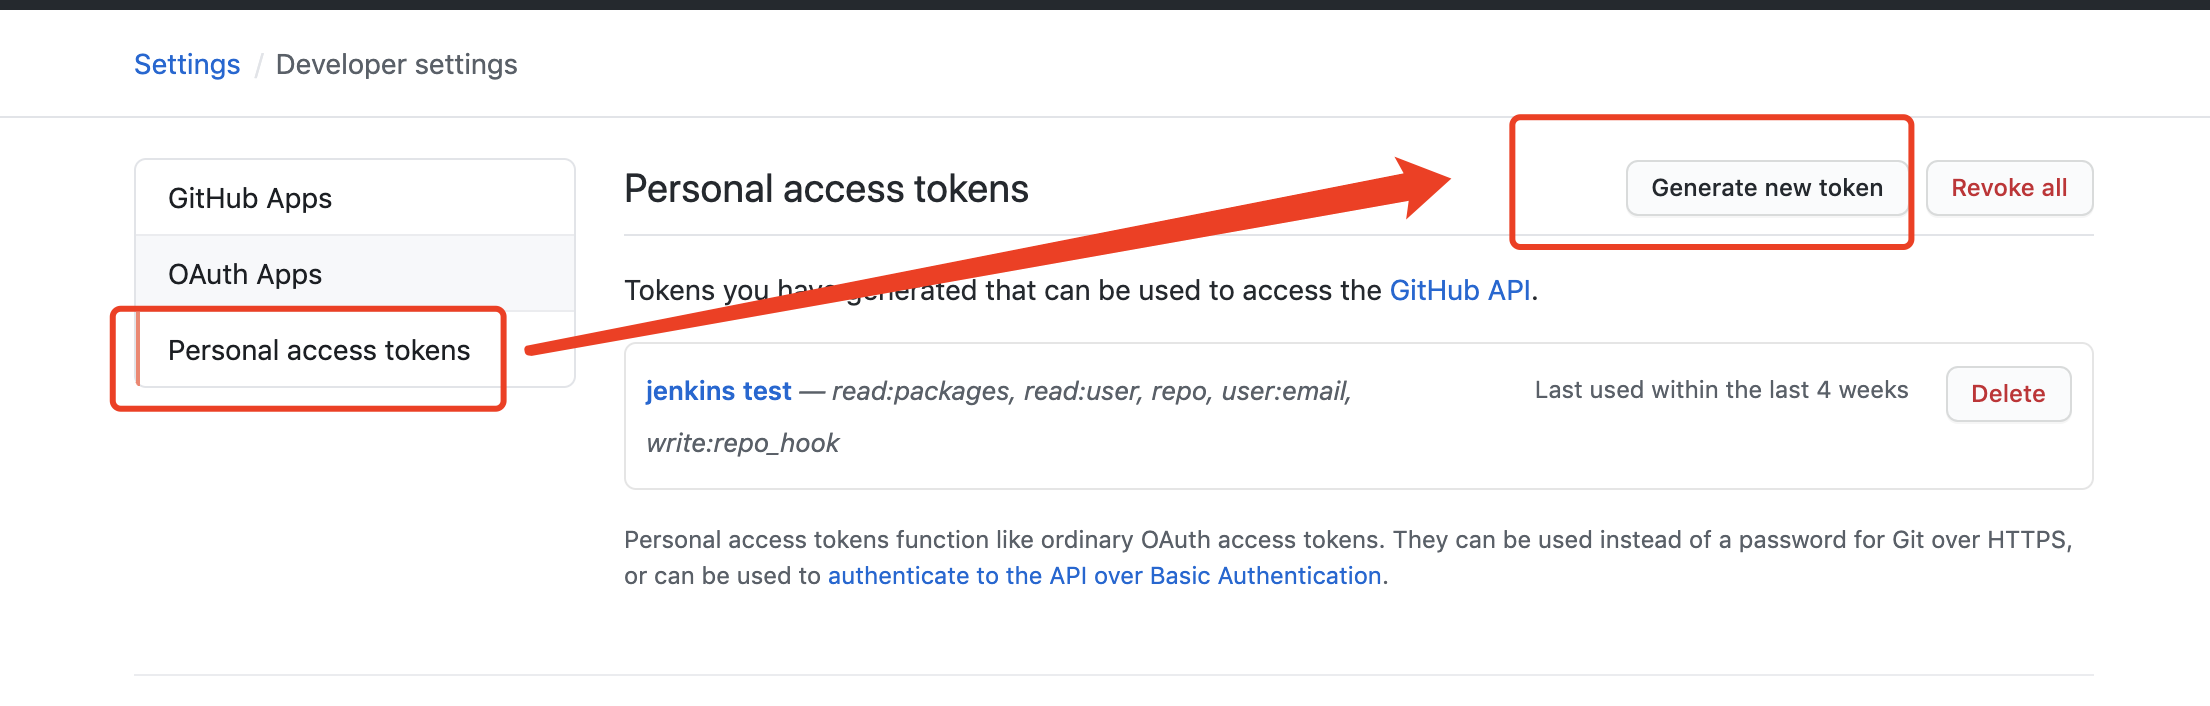 Settings / Developer settings
GitHub Apps
OAuth Apps
Personal access tokens
Personal access tokens
Generate new token
Revoke all
Tokens you have generated that can be used to access the GitHub API.
jenkins test — read:packages, read:user, repo, user:email,
write:repo_hook
Last used within the last 4 weeks
Delete
Personal access tokens function like ordinary OAuth access tokens. They can be used instead of a password for Git over HTTPS,
or can be used to authenticate to the API over Basic Authentication.